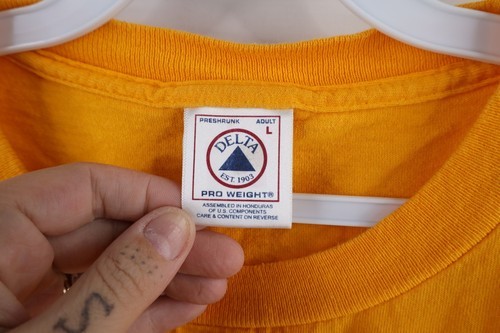 PRESHRUNK ADULT
L
DELTA
EST. 1903
PRO WEIGHT®
ASSEMBLED IN HONDURAS
OF U.S. COMPONENTS
CARE & CONTENT ON REVERSE